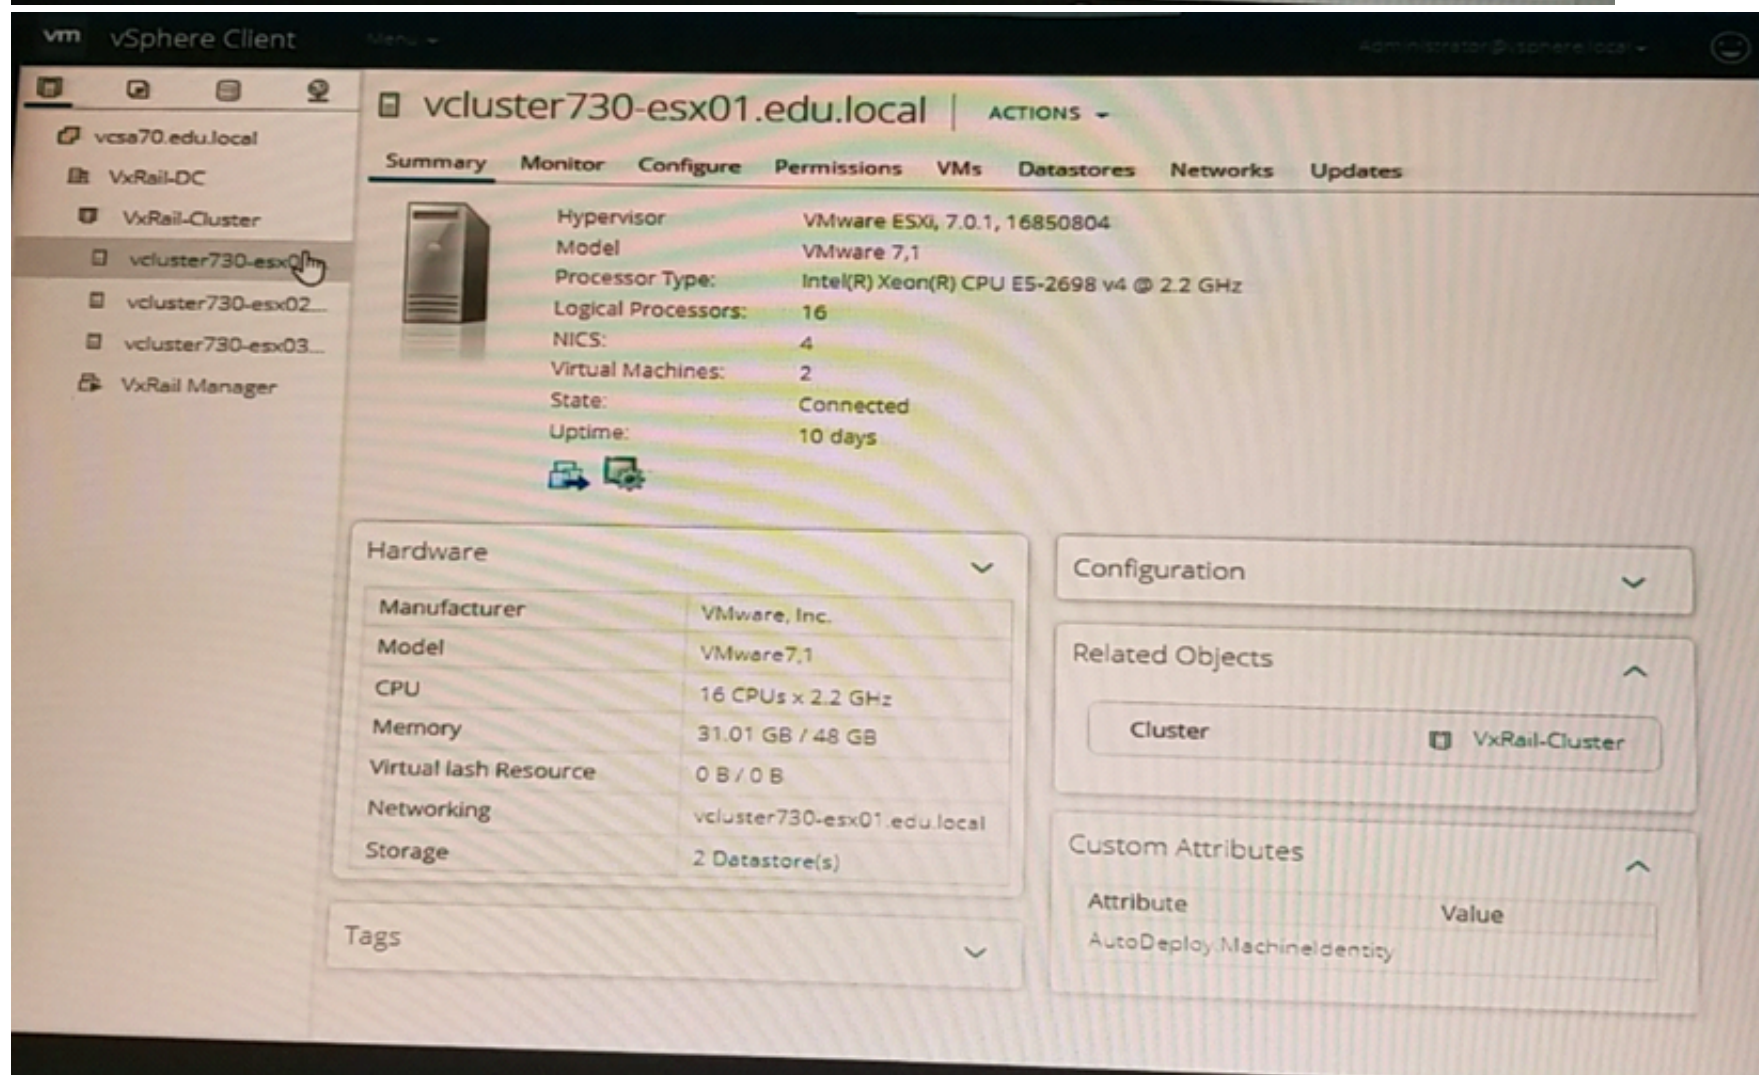 vm vSphere Client Menu Administrator@vsphere.local
vcsa70.edu.local
VxRail-DC
VxRail-Cluster
vcluster730-esx0
vcluster730-esx02...
vcluster730-esx03...
VxRail Manager
vcluster730-esx01.edu.local | ACTIONS
Summary Monitor Configure Permissions VMs Datastores Networks Updates
Hypervisor VMware ESXi, 7.0.1, 16850804
Model VMware 7,1
Processor Type: Intel(R) Xeon(R) CPU E5-2698 v4 @ 2.2 GHz
Logical Processors: 16
NICS: 4
Virtual Machines: 2
State: Connected
Uptime: 10 days
Hardware
Manufacturer VMware, Inc.
Model VMware7,1
CPU 16 CPUs x 2.2 GHz
Memory 31.01 GB / 48 GB
Virtual lash Resource 0 B / 0 B
Networking vcluster730-esx01.edu.local
Storage 2 Datastore(s)
Tags
Configuration
Related Objects
Cluster VxRail-Cluster
Custom Attributes
Attribute Value
AutoDeploy.MachineIdentity